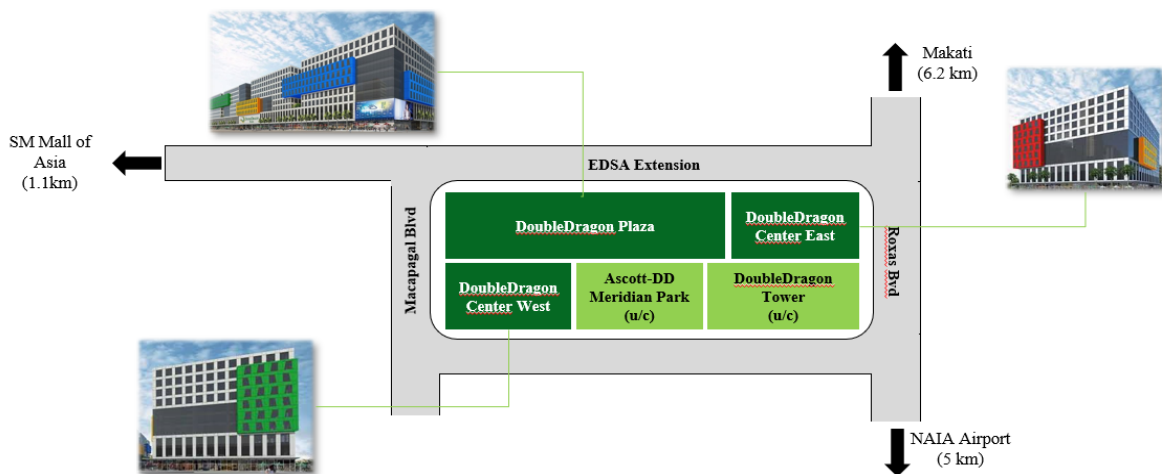 Makati
(6.2 km)
SM Mall of
Asia
(1.1km)
EDSA Extension
Macapagal Blvd
DoubleDragon Plaza
DoubleDragon
Center East
Roxas Bvd
DoubleDragon
Center West
Ascott-DD
Meridian Park
(u/c)
DoubleDragon
Tower
(u/c)
NAIA Airport
(5 km)